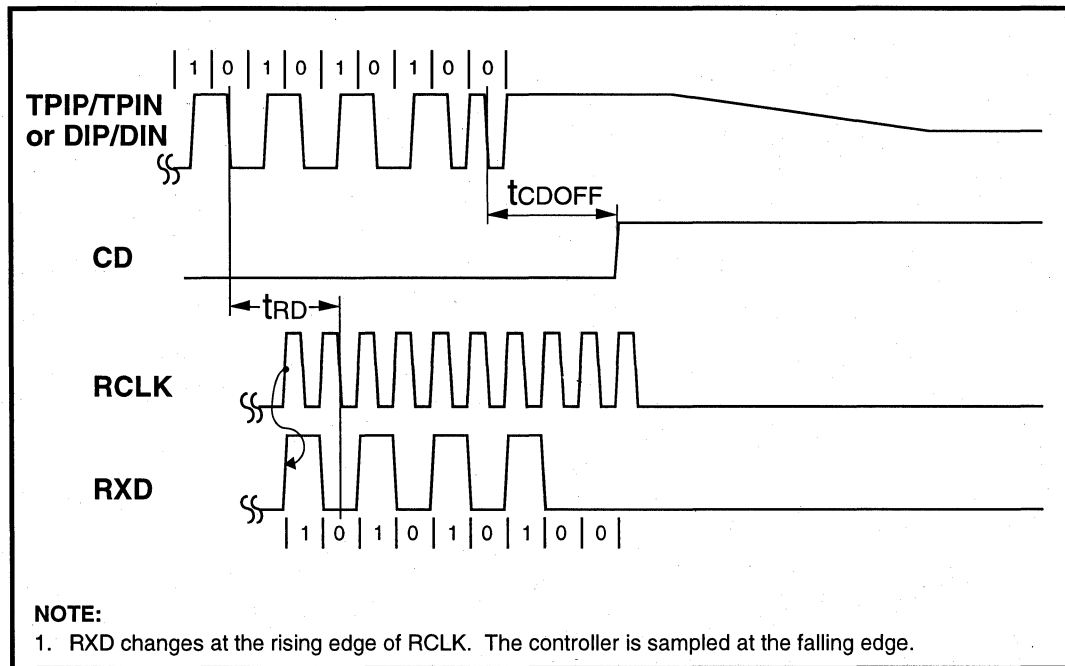 1 0 1 0 1 0 1 0 0
TPIP/TPIN
or DIP/DIN
tCDOFF
CD
tRD
RCLK
RXD
1 0 1 0 1 0 1 0 0
NOTE:
1. RXD changes at the rising edge of RCLK. The controller is sampled at the falling edge.